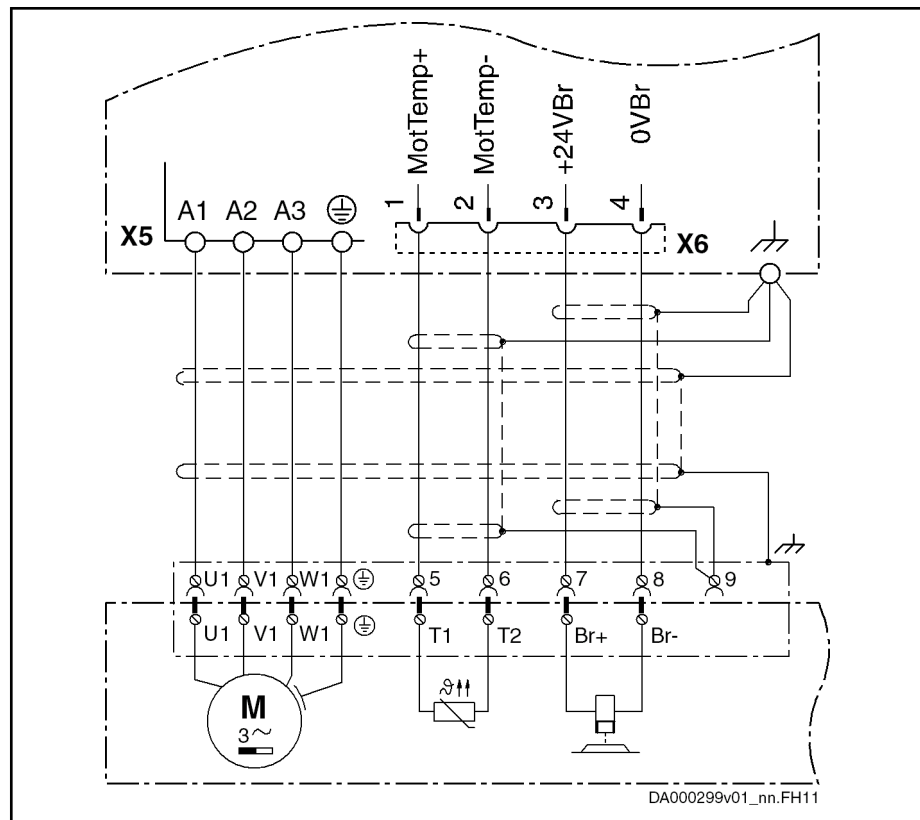 MotTemp+
MotTemp-
+24VBr
0VBr
1 2 3 4
A1 A2 A3
X5
X6
U1 V1 W1 5 6 7 8 9
U1 V1 W1 T1 T2 Br+ Br-
ϑ
M
3~
DA000299v01_nn.FH11